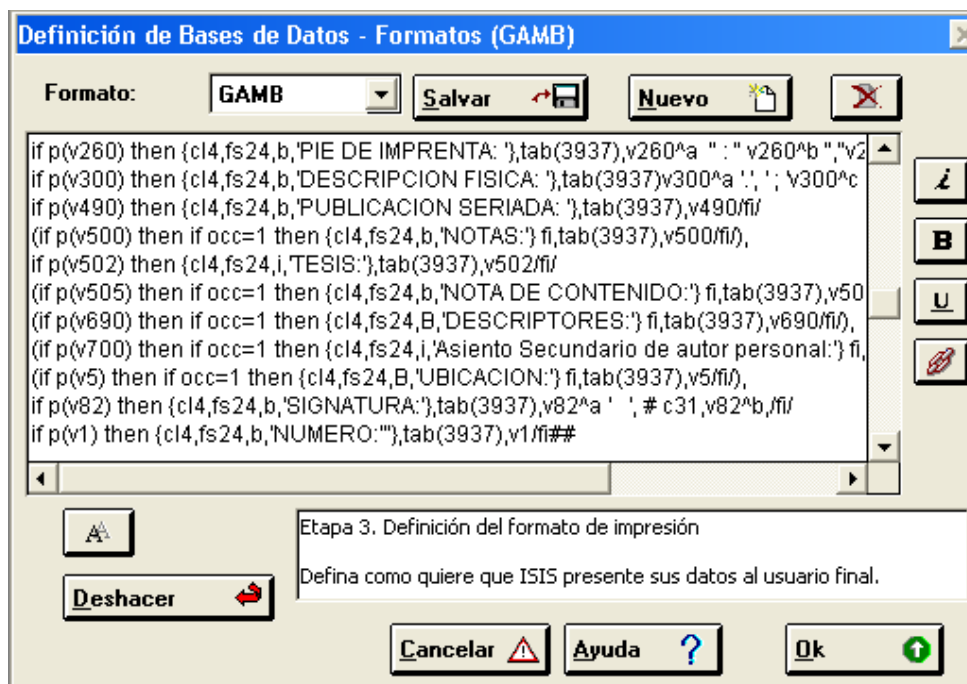 Definición de Bases de Datos - Formatos (GAMB)
Formato: GAMB Salvar Nuevo
if p(v260) then {cl4,fs24,b,'PIE DE IMPRENTA: '},tab(3937),v260^a " : " v260^b ","v2
if p(v300) then {cl4,fs24,b,'DESCRIPCION FISICA: '},tab(3937)v300^a '.', ' ; 'v300^c
if p(v490) then {cl4,fs24,b,'PUBLICACION SERIADA: '},tab(3937),v490/fi/
(if p(v500) then if occ=1 then {cl4,fs24,b,'NOTAS:'} fi,tab(3937),v500/fi/),
if p(v502) then {cl4,fs24,i,'TESIS:'},tab(3937),v502/fi/
(if p(v505) then if occ=1 then {cl4,fs24,b,'NOTA DE CONTENIDO:'} fi,tab(3937),v50
(if p(v690) then if occ=1 then {cl4,fs24,B,'DESCRIPTORES:'} fi,tab(3937),v690/fi/),
(if p(v700) then if occ=1 then {cl4,fs24,i,'Asiento Secundario de autor personal:'} fi,
(if p(v5) then if occ=1 then {cl4,fs24,B,'UBICACION:'} fi,tab(3937),v5/fi/),
if p(v82) then {cl4,fs24,b,'SIGNATURA:'},tab(3937),v82^a '   ', # c31,v82^b,/fi/
if p(v1) then {cl4,fs24,b,'NUMERO:'"},tab(3937),v1/fi##
i
B
U
AA
Etapa 3. Definición del formato de impresión
Defina como quiere que ISIS presente sus datos al usuario final.
Deshacer
Cancelar Ayuda ? Ok